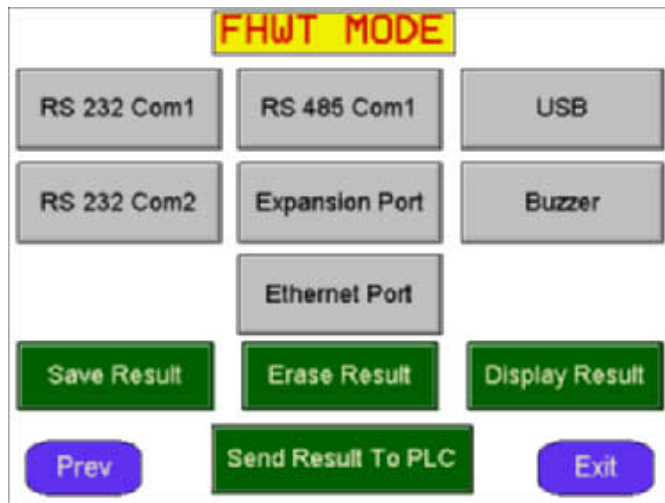 FHWT MODE
RS 232 Com1
RS 485 Com1
USB
RS 232 Com2
Expansion Port
Buzzer
Ethernet Port
Save Result
Erase Result
Display Result
Prev
Send Result To PLC
Exit